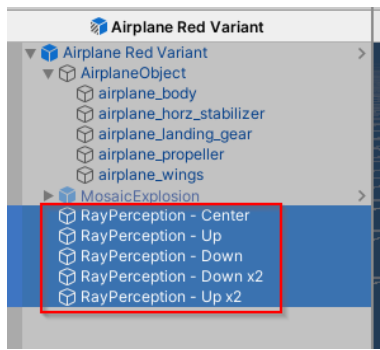 Airplane Red Variant
Airplane Red Variant
AirplaneObject
airplane_body
airplane_horz_stabilizer
airplane_landing_gear
airplane_propeller
airplane_wings
MosaicExplosion
RayPerception - Center
RayPerception - Up
RayPerception - Down
RayPerception - Down x2
RayPerception - Up x2